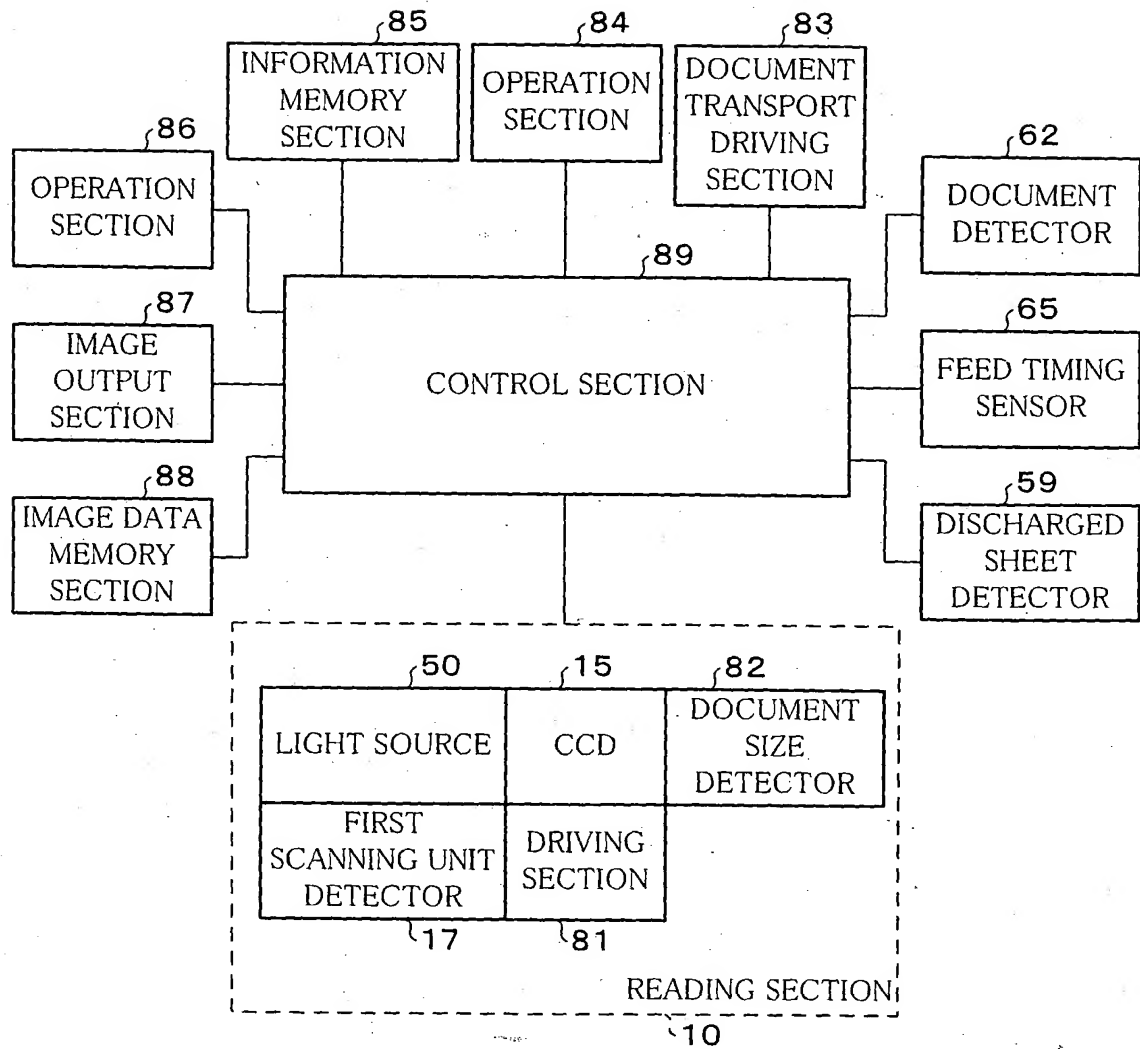 85
INFORMATION
MEMORY
SECTION
84
OPERATION
SECTION
83
DOCUMENT
TRANSPORT
DRIVING
SECTION
86
OPERATION
SECTION
62
DOCUMENT
DETECTOR
89
CONTROL SECTION
87
IMAGE
OUTPUT
SECTION
65
FEED TIMING
SENSOR
88
IMAGE DATA
MEMORY
SECTION
59
DISCHARGED
SHEET
DETECTOR
50
LIGHT SOURCE
15
CCD
82
DOCUMENT
SIZE
DETECTOR
FIRST
SCANNING UNIT
DETECTOR
17
DRIVING
SECTION
81
READING SECTION
10